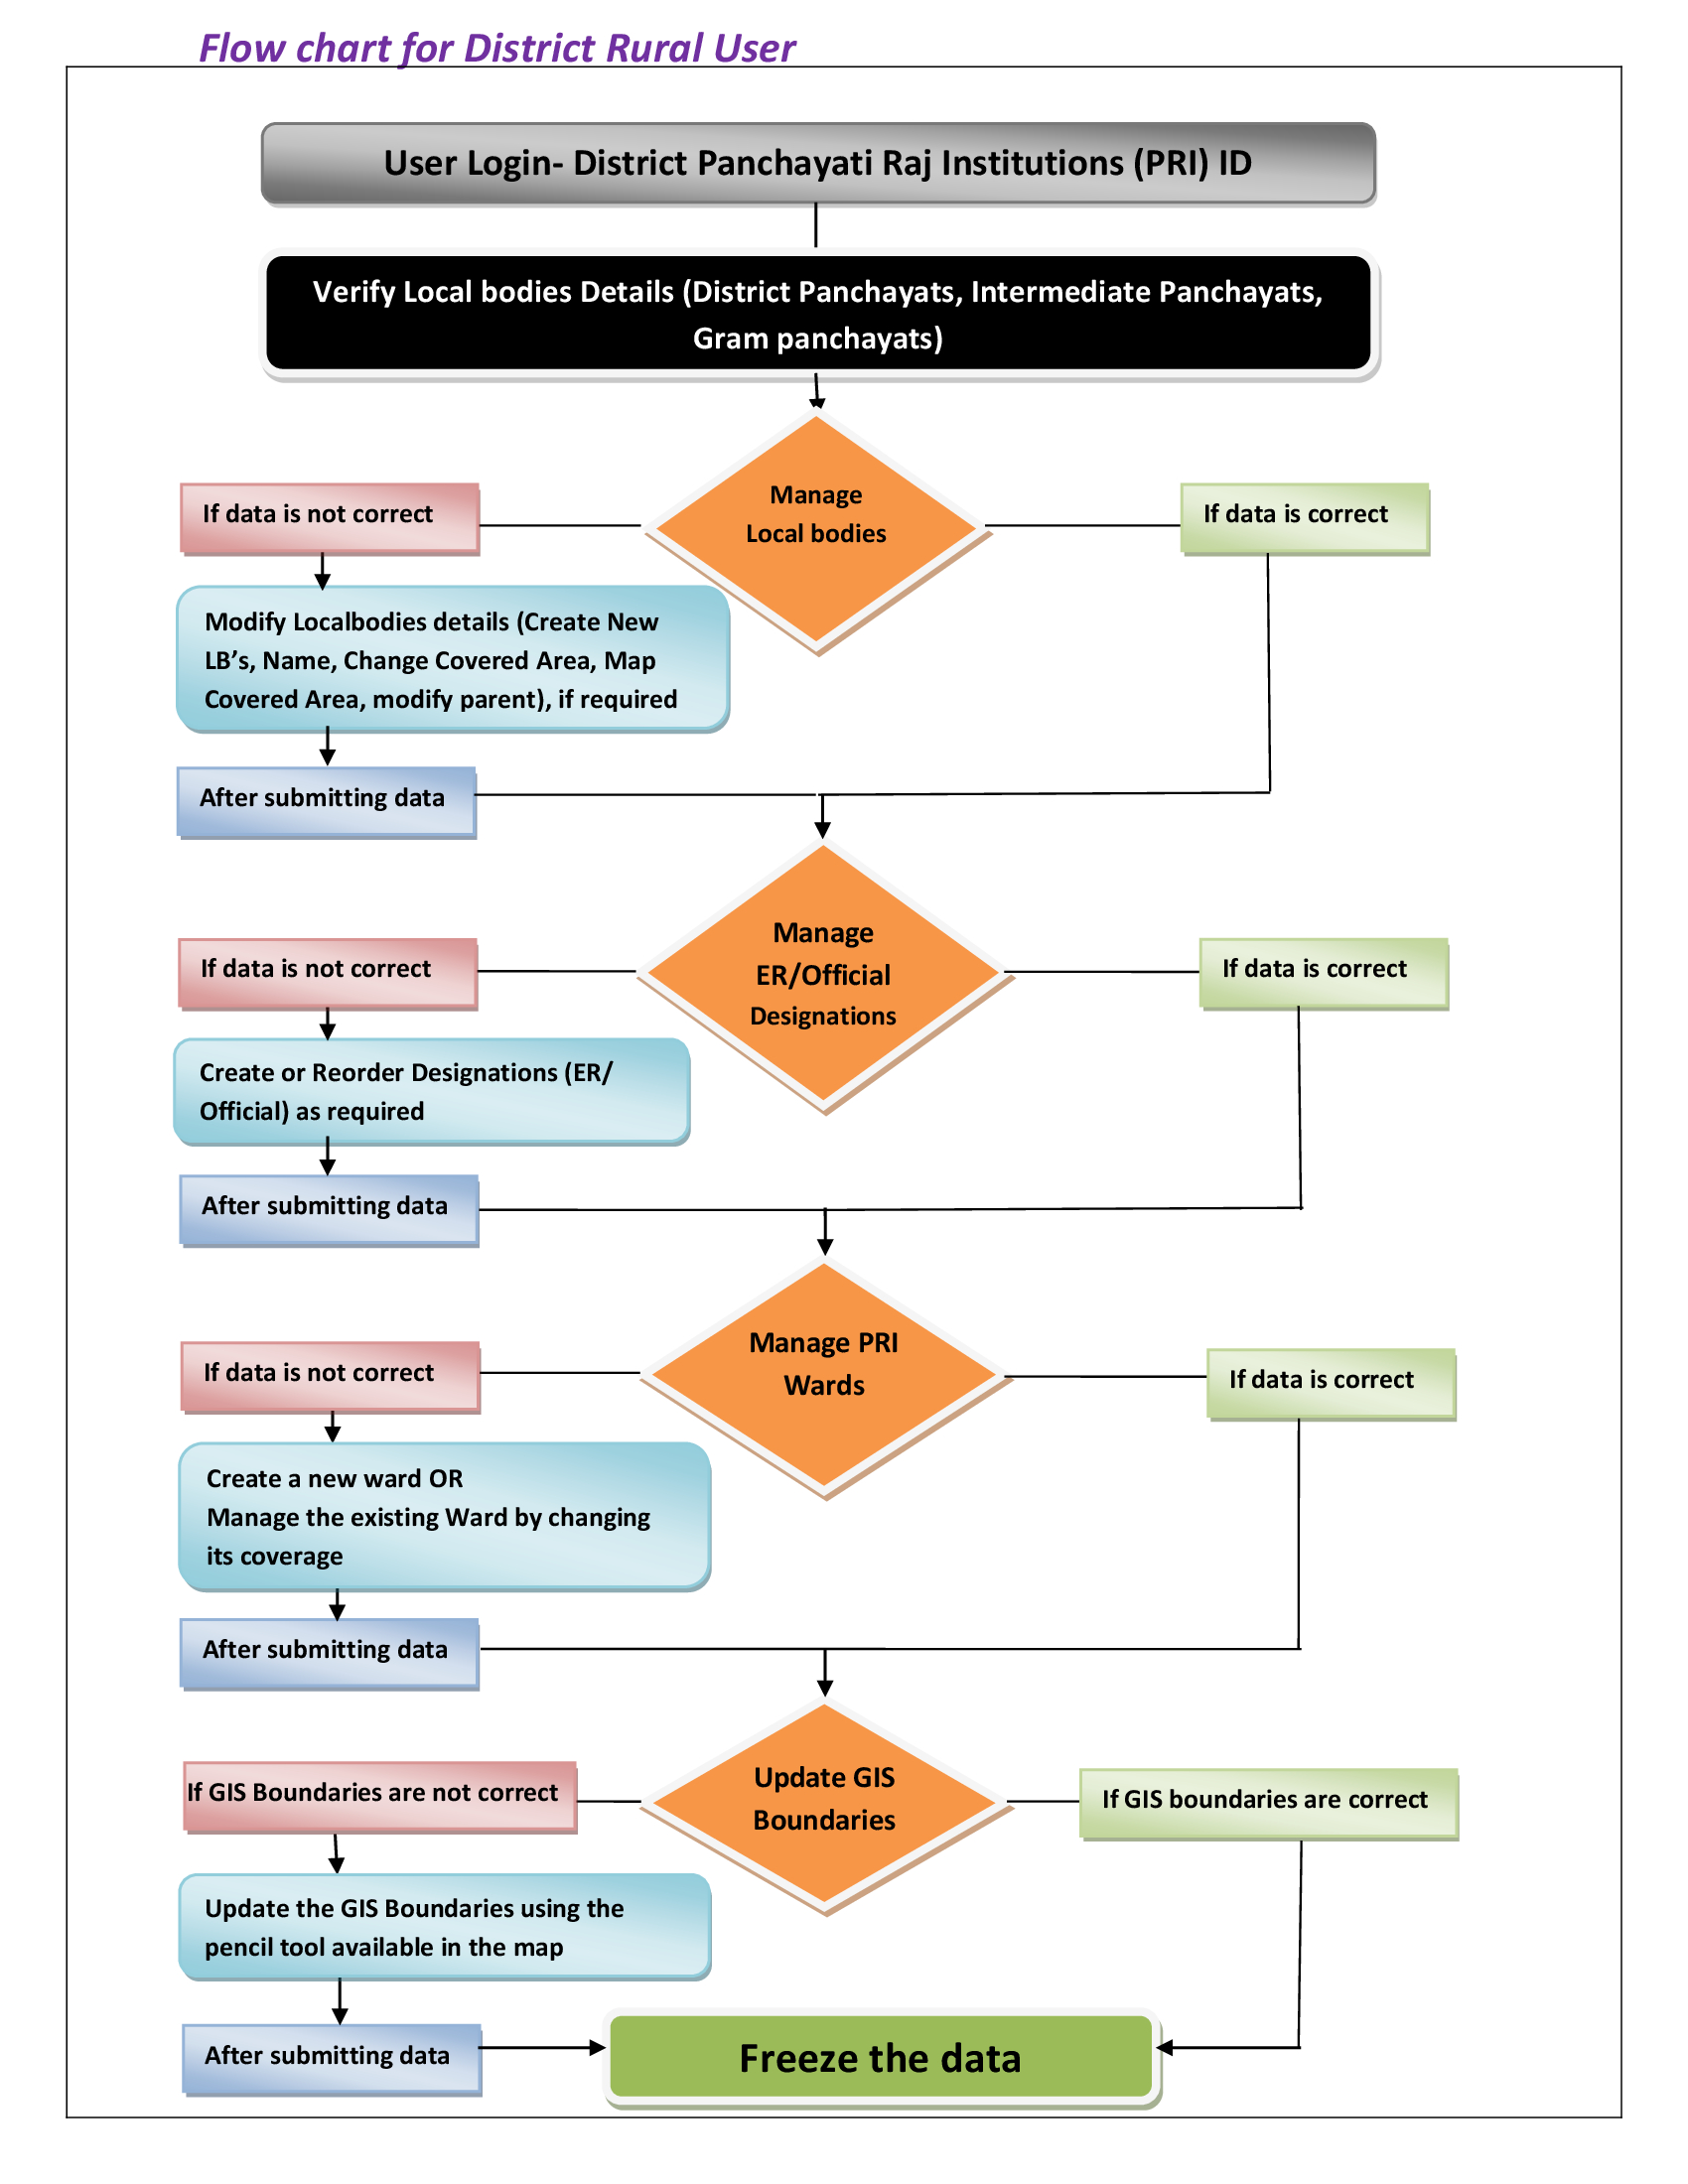 Flow chart for District Rural User
User Login- District Panchayati Raj Institutions (PRI) ID
Verify Local bodies Details (District Panchayats, Intermediate Panchayats,
Gram panchayats)
Manage
Local bodies
If data is not correct
If data is correct
Modify Localbodies details (Create New
LB’s, Name, Change Covered Area, Map
Covered Area, modify parent), if required
After submitting data
Manage
ER/Official
Designations
If data is not correct
If data is correct
Create or Reorder Designations (ER/
Official) as required
After submitting data
Manage PRI
Wards
If data is not correct
If data is correct
Create a new ward OR
Manage the existing Ward by changing
its coverage
After submitting data
Update GIS
Boundaries
If GIS Boundaries are not correct
If GIS boundaries are correct
Update the GIS Boundaries using the
pencil tool available in the map
After submitting data
Freeze the data